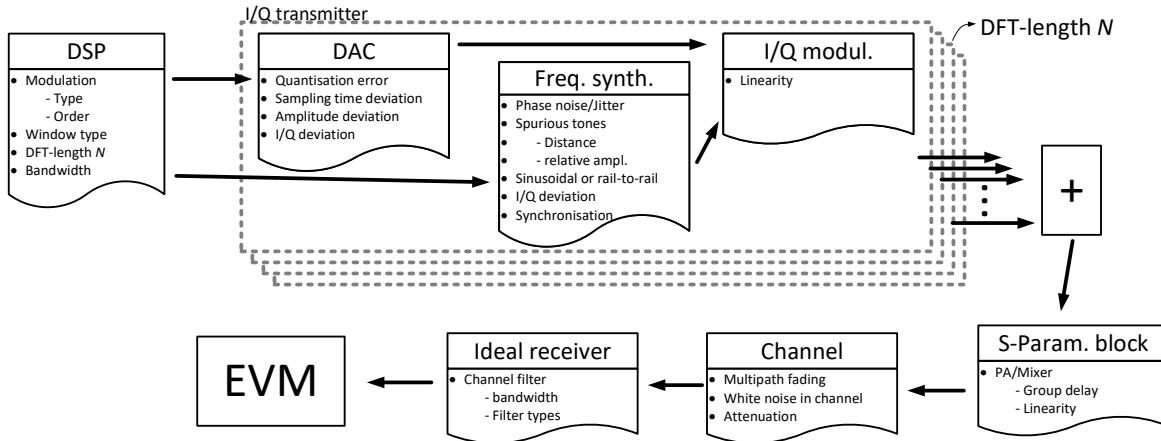 I/Q transmitter
DFT-length N
DSP
• Modulation
- Type
- Order
• Window type
• DFT-length N
• Bandwidth
DAC
• Quantisation error
• Sampling time deviation
• Amplitude deviation
• I/Q deviation
Freq. synth.
• Phase noise/Jitter
• Spurious tones
• - Distance
• - relative ampl.
• Sinusoidal or rail-to-rail
• I/Q deviation
• Synchronisation
I/Q modul.
• Linearity
+
S-Param. block
• PA/Mixer
- Group delay
- Linearity
Channel
• Multipath fading
• White noise in channel
• Attenuation
Ideal receiver
• Channel filter
- bandwidth
- Filter types
EVM